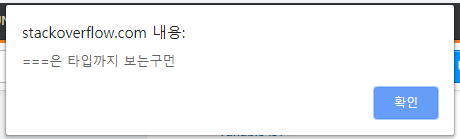 stackoverflow.com 내용:
===은 타입까지 보는구먼
확인